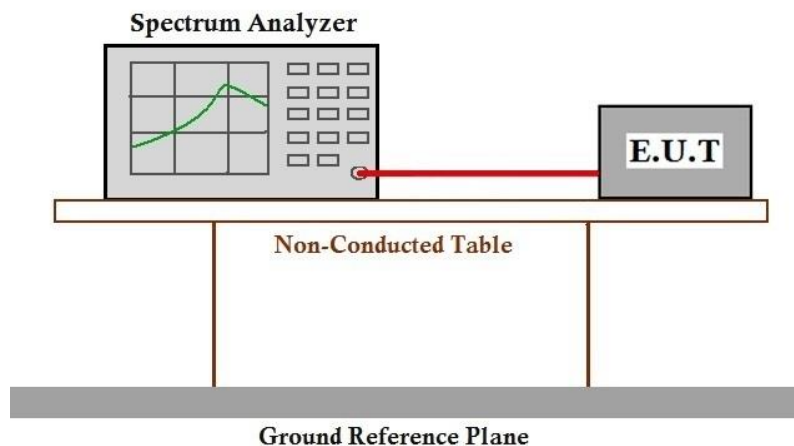 Spectrum Analyzer
E.U.T
Non-Conducted Table
Ground Reference Plane